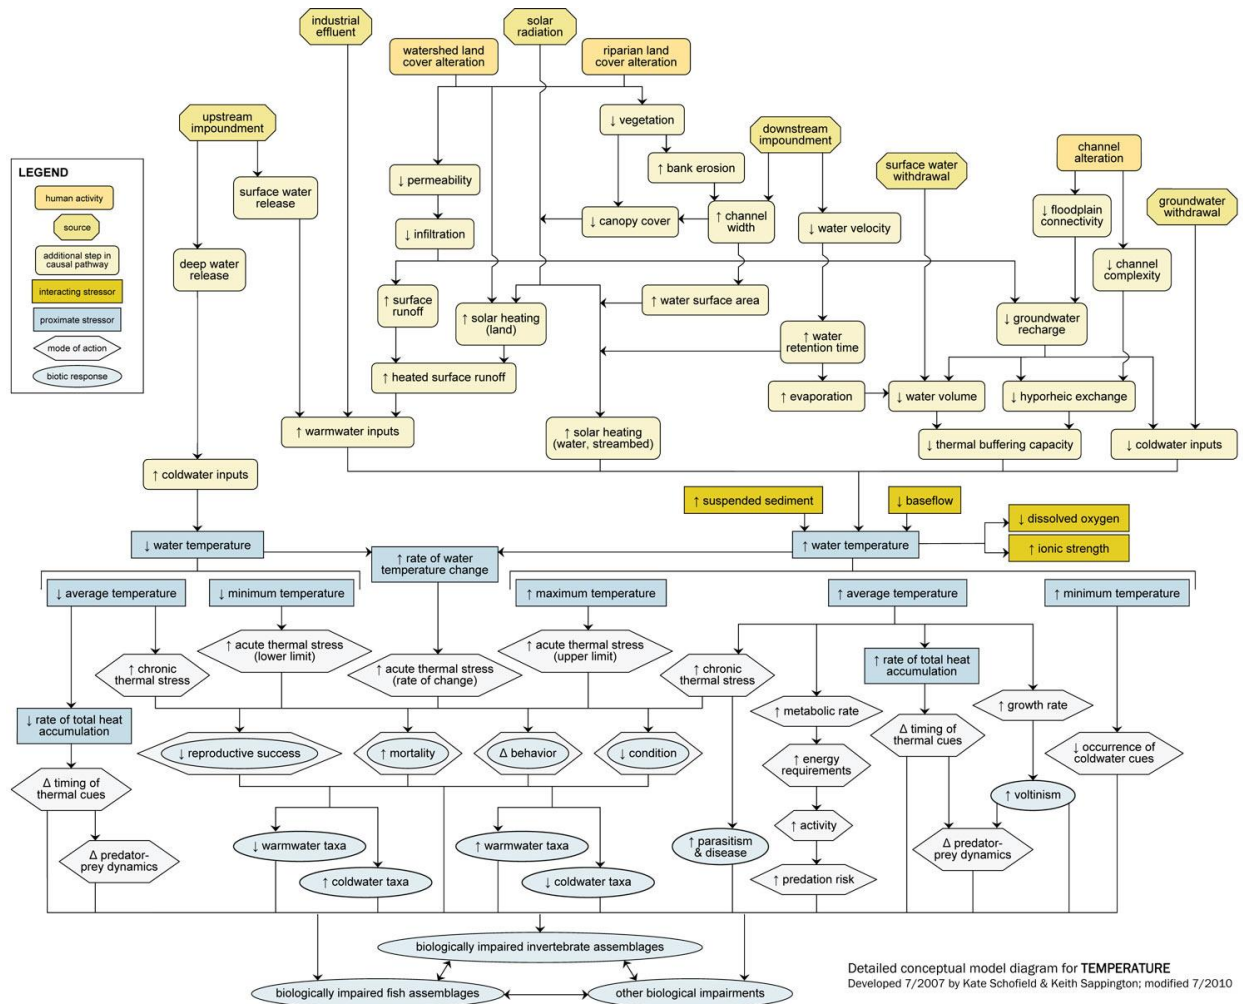 industrial
effluent
solar
radiation
watershed land
cover alteration
riparian land
cover alteration
upstream
impoundment
↓ vegetation
downstream
impoundment
channel
alteration
surface water
withdrawal
groundwater
withdrawal
LEGEND
human activity
source
additional step in
causal pathway
interacting stressor
proximate stressor
mode of action
biotic response
surface water
release
↓ permeability
↑ bank erosion
↓ infiltration
↓ canopy cover
↑ channel
width
↓ water velocity
↓ floodplain
connectivity
deep water
release
↓ channel
complexity
↑ surface
runoff
↑ solar heating
(land)
↑ water surface area
↑ water
retention time
↓ groundwater
recharge
↑ heated surface runoff
↑ evaporation
↓ water volume
↓ hyporheic exchange
↑ warmwater inputs
↑ solar heating
(water, streambed)
↓ thermal buffering capacity
↓ coldwater inputs
↑ coldwater inputs
↑ suspended sediment
↓ baseflow
↓ dissolved oxygen
↑ ionic strength
↓ water temperature
↑ rate of water
temperature change
↑ water temperature
↓ average temperature
↓ minimum temperature
↑ maximum temperature
↑ average temperature
↑ minimum temperature
↑ chronic
thermal stress
↑ acute thermal stress
(lower limit)
↑ acute thermal stress
(rate of change)
↑ acute thermal stress
(upper limit)
↑ chronic
thermal stress
↑ rate of total heat
accumulation
↓ rate of total heat
accumulation
↑ metabolic rate
↑ growth rate
↓ reproductive success
↑ mortality
Δ behavior
↓ condition
↑ energy
requirements
Δ timing of
thermal cues
↓ occurrence of
coldwater cues
Δ timing of
thermal cues
↑ voltinism
↑ activity
Δ predator-
prey dynamics
↓ warmwater taxa
↑ coldwater taxa
↑ warmwater taxa
↓ coldwater taxa
↑ parasitism
& disease
↑ predation risk
Δ predator-
prey dynamics
biologically impaired invertebrate assemblages
biologically impaired fish assemblages
other biological impairments
Detailed conceptual model diagram for TEMPERATURE
Developed 7/2007 by Kate Schofield & Keith Sappington; modified 7/2010